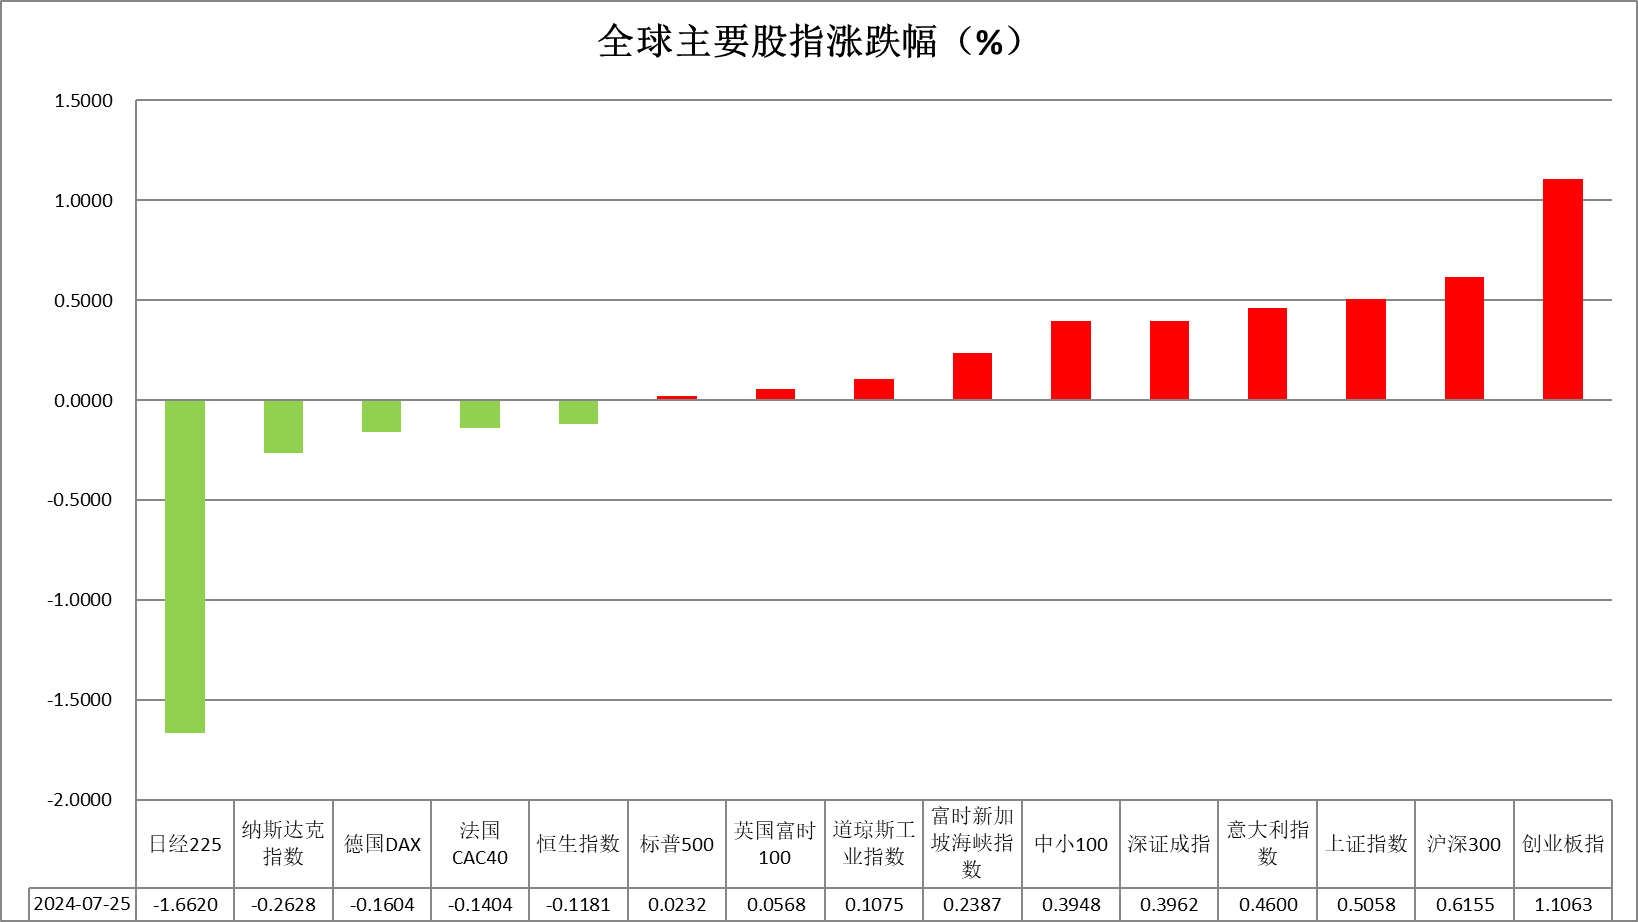 全球主要股指涨跌幅（%）
1.5000
1.0000
0.5000
0.0000
-0.5000
-1.0000
-1.5000
-2.0000
日经225
纳斯达克
指数
德国DAX
法国
CAC40
恒生指数
标普500
英国富时
100
道琼斯工
业指数
富时新加
坡海峡指
数
中小100
深证成指
意大利指
数
上证指数
沪深300
创业板指
2024-07-25 -1.6620 -0.2628 -0.1604 -0.1404 -0.1181 0.0232 0.0568 0.1075 0.2387 0.3948 0.3962 0.4600 0.5058 0.6155 1.1063